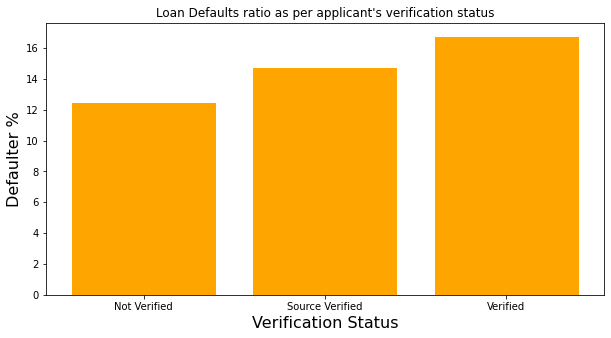 Loan Defaults ratio as per applicant's verification status
16
14
12
10
8
6
4
2
0
Defaulter %
Not Verified Source Verified Verified
Verification Status